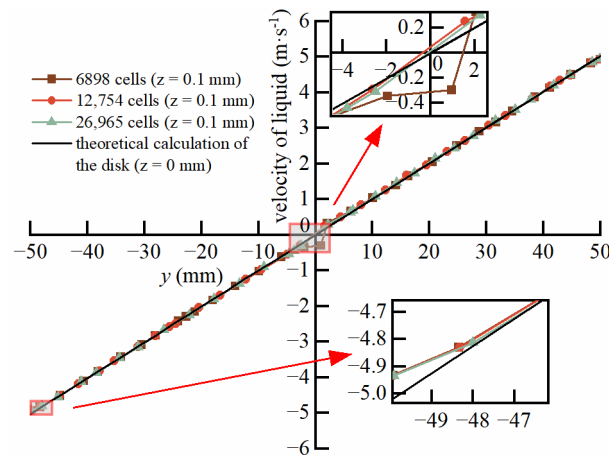 velocity of liquid (m·s⁻¹)
6
5
4
3
2
1
0
−1
−2
−3
−4
−5
−6
6898 cells (z = 0.1 mm)
12,754 cells (z = 0.1 mm)
26,965 cells (z = 0.1 mm)
theoretical calculation of
the disk (z = 0 mm)
0.2
−4 −2 0 2
−0.4
−0.4
−50 −40 −30 −20 −10 10 20 30 40 50
y (mm)
−4.7
−4.8
−4.9
−5.0
−49 −48 −47